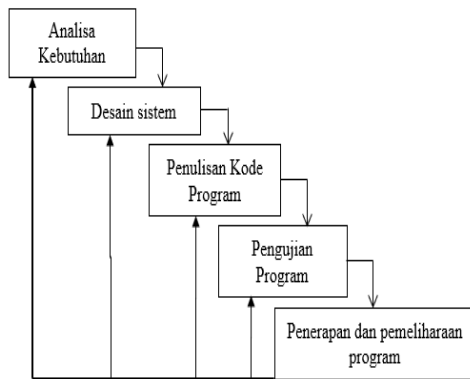 Analisa
Kebutuhan
Desain sistem
Penulisan Kode
Program
Pengujian
Program
Penerapan dan pemeliharaan
program